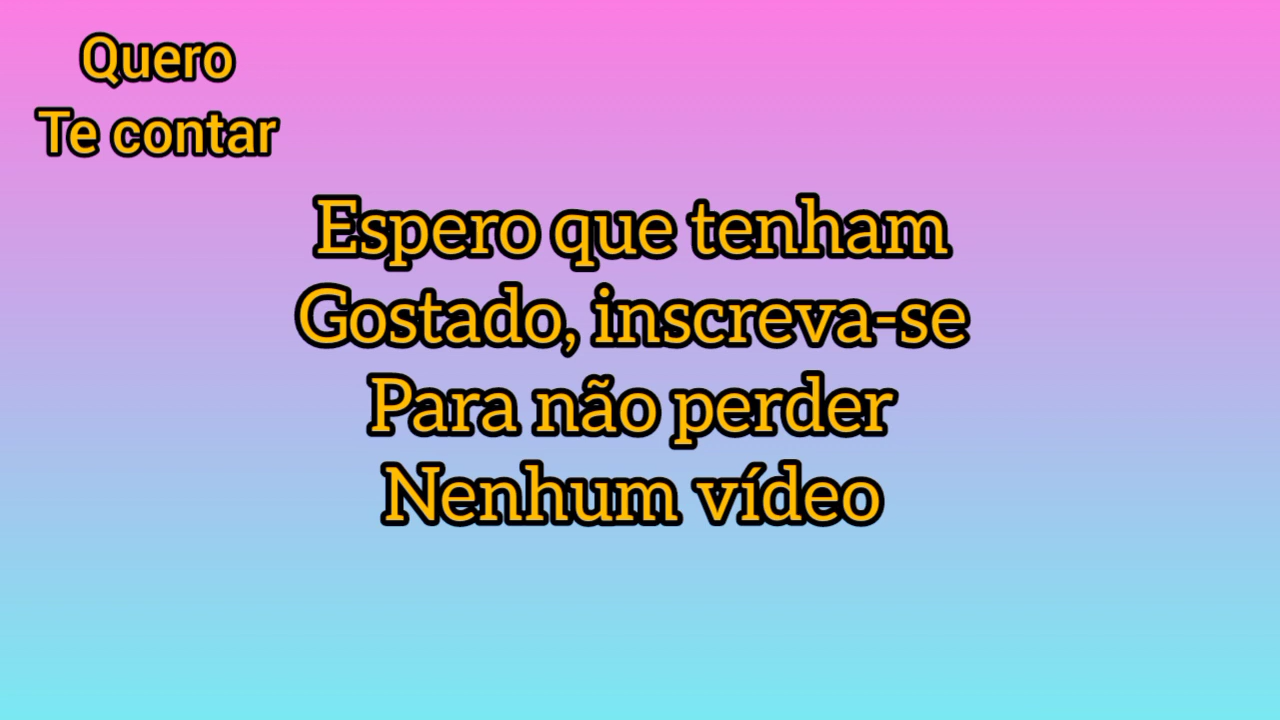 Quero
Te contar
Espero que tenham
Gostado, inscreva-se
Para não perder
Nenhum vídeo